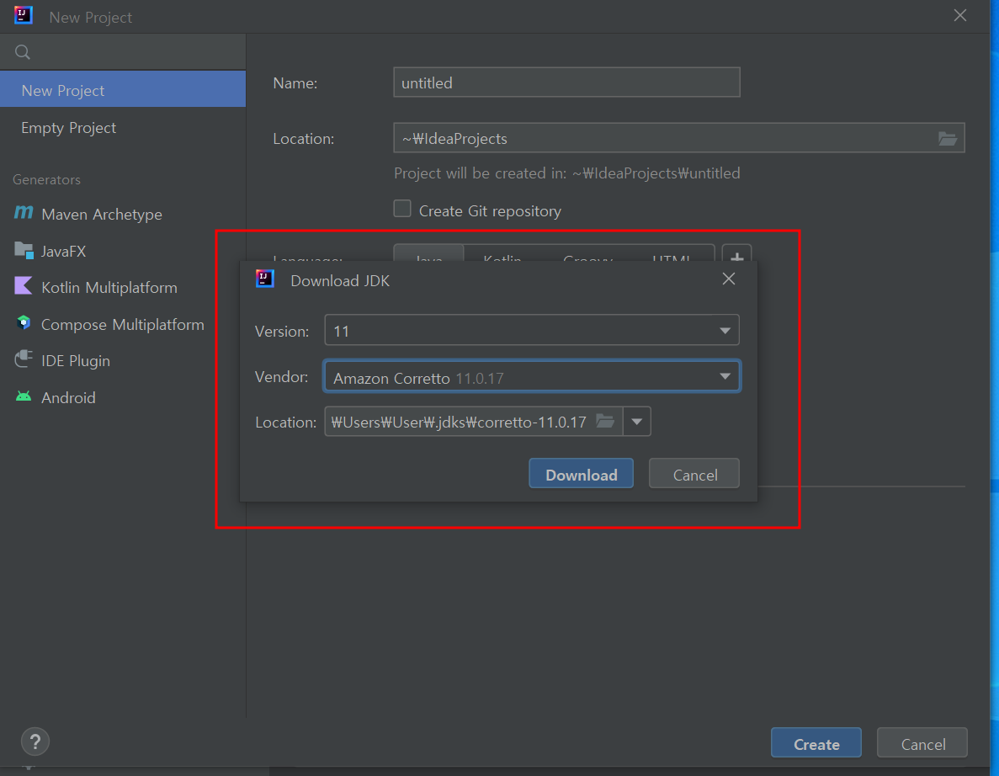 New Project
New Project
Empty Project
Generators
Maven Archetype
JavaFX
Kotlin Multiplatform
Compose Multiplatform
IDE Plugin
Android
Name: untitled
Location: ~₩IdeaProjects
Project will be created in: ~₩IdeaProjects₩untitled
Create Git repository
Language: Java Kotlin Groovy HTML +
Download JDK
Version: 11
Vendor: Amazon Corretto 11.0.17
Location: ₩Users₩User₩.jdks₩corretto-11.0.17
Download Cancel
? Create Cancel